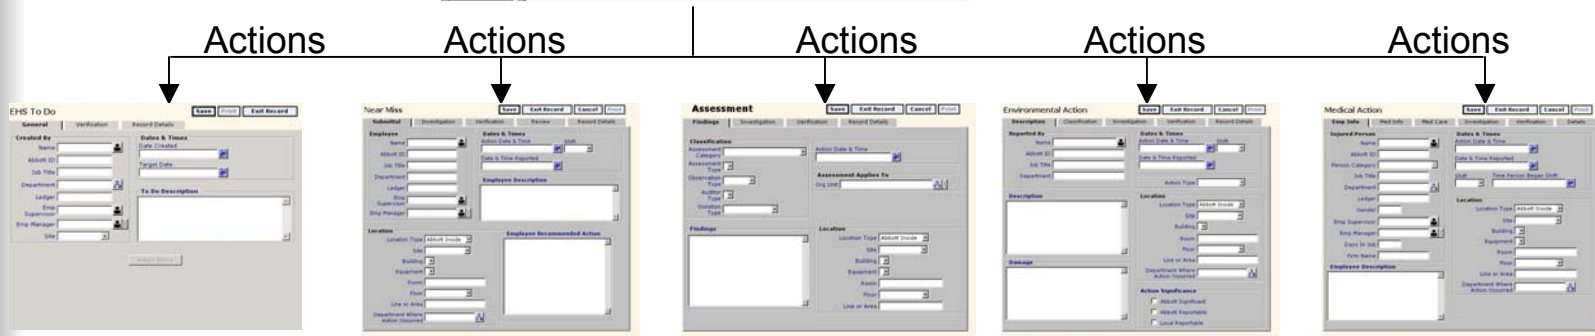 Actions Actions Actions Actions Actions
EHS To Do
Save Print Exit Record
General Verification Record Details
Created By
Name
Abbott ID
Job Title
Department
Ledger
Emp Supervisor
Emp Manager
Site
Dates & Times
Date Created
Target Date
To Do Description
Near Miss
Save Exit Record Cancel Print
Submittal Investigation Verification Review Record Details
Employee
Name
Abbott ID
Job Title
Department
Ledger
Emp
Supervisor
Emp Manager
Dates & Times
Action Date & Time Shift
Date & Time Reported
Employee Description
Location
Location Type Abbott Inside
Site
Building
Equipment
Room
Floor
Line or Area
Department Where
Action Occurred
Employee Recommended Action
Assessment
Save Exit Record Cancel Print
Findings Investigation Verification Record Details
Classification
Assessment
Category
Assessment
Type
Observation
Type
Auditor
Type
Violation
Type
Action Date & Time
Assessment Applies To
Org Unit
Findings
Location
Location Type Abbott Inside
Site
Building
Equipment
Room
Floor
Line or Area
Environmental Action
Save Exit Record Cancel Print
Description Classification Investigation Verification Record Details
Reported By
Name
Abbott ID
Job Title
Department
Dates & Times
Action Date & Time Shift
Date & Time Reported
Action Type
Description
Damage
Location
Location Type Abbott Inside
Site
Building
Room
Floor
Line or Area
Department Where
Action Occurred
Action Significance
Abbott Significant
Abbott Reportable
Local Reportable
Medical Action
Save Exit Record Cancel Print
Emp Info Med Info Med Care Investigation Verification Details
Injured Person
Name
Abbott ID
Person Category
Job Title
Department
Ledger
Gender
Emp Supervisor
Emp Manager
Days In Job
Firm Name
Employee Description
Dates & Times
Action Date & Time
Date & Time Reported
Shift Time Person Began Shift
Location
Location Type Abbott Inside
Site
Building
Equipment
Room
Floor
Line or Area
Department Where
Action Occurred